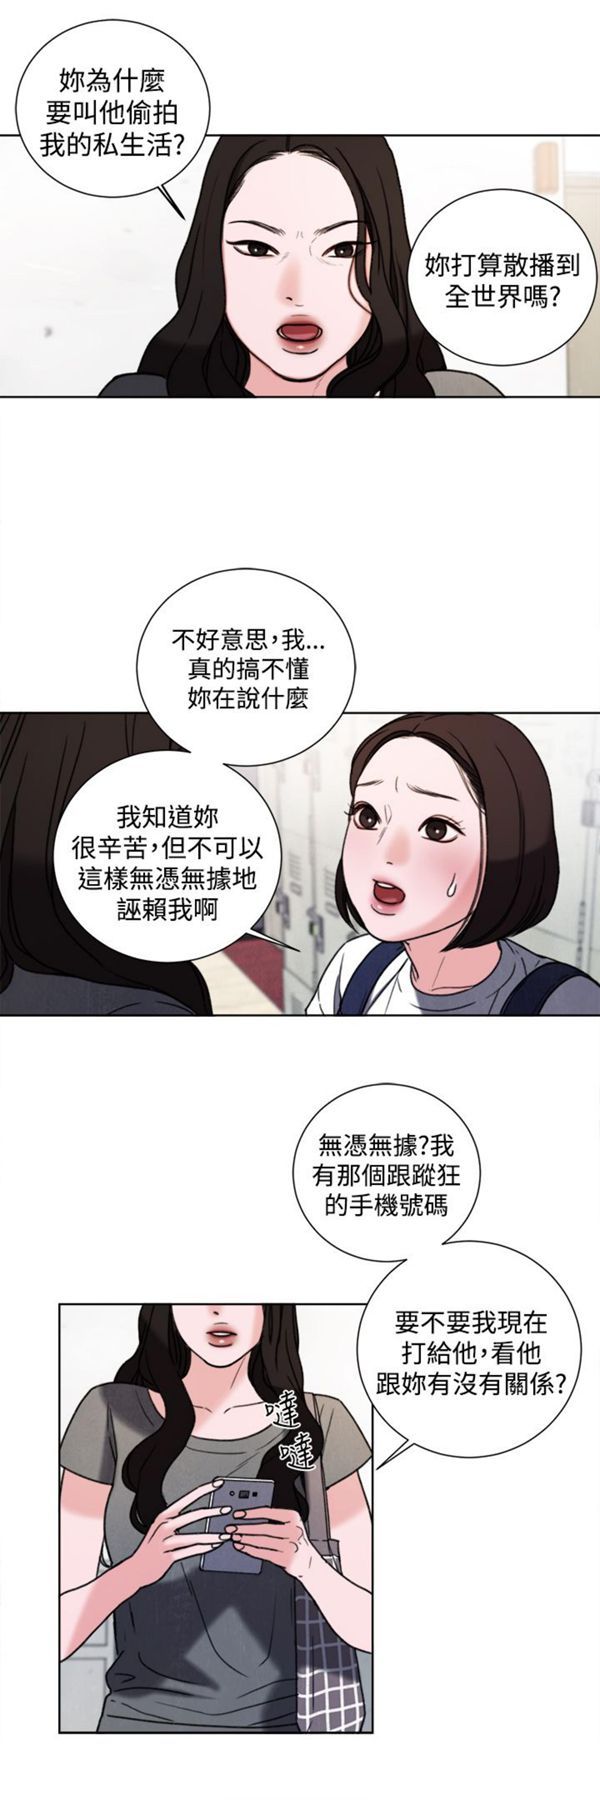 妳為什麼
要叫他偷拍
我的私生活?
妳打算散播到
全世界嗎?
不好意思,我...
真的搞不懂
妳在說什麼
我知道妳
很辛苦,但不可以
這樣無憑無據地
誣賴我啊
無憑無據?我
有那個跟蹤狂
的手機號碼
要不要我現在
打給他,看他
跟妳有沒有關係?
噠
噠